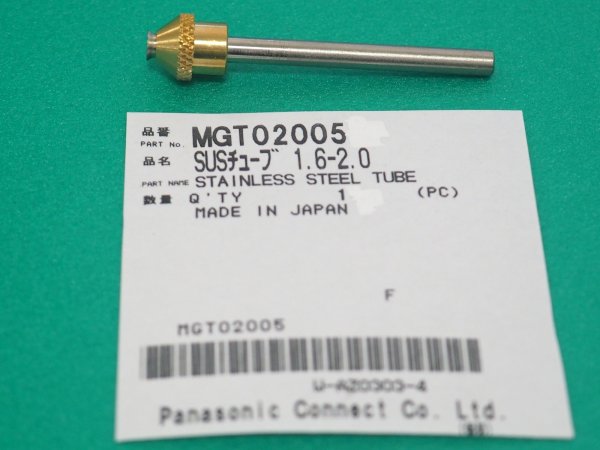 品番 MGT02005
PART No.
品名 SUSチューブ 1.6-2.0
PART NAME STAINLESS STEEL TUBE
数量 Q'TY 1 (PC)
MADE IN JAPAN
F
MGT02005
U-AZ0303-4
Panasonic Connect Co. Ltd.